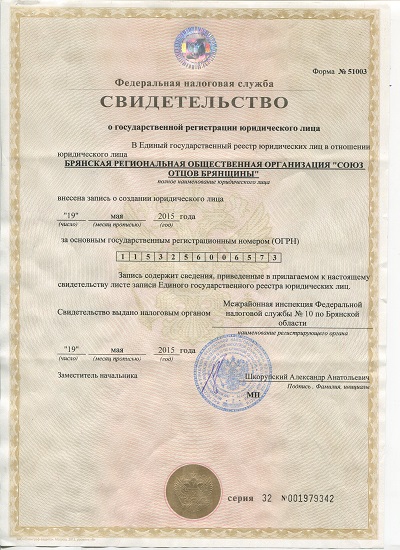 Форма № 51003
Федеральная налоговая служба
СВИДЕТЕЛЬСТВО
о государственной регистрации юридического лица
В Единый государственный реестр юридических лиц в отношении
юридического лица
БРЯНСКАЯ РЕГИОНАЛЬНАЯ ОБЩЕСТВЕННАЯ ОРГАНИЗАЦИЯ "СОЮЗ
ОТЦОВ БРЯНЩИНЫ"
полное наименование юридического лица
внесена запись о создании юридического лица
"19" мая 2015 года
(число) (месяц прописью) (год)
за основным государственным регистрационным номером (ОГРН)
1 1 5 3 2 5 6 0 0 6 5 7 3
Запись содержит сведения, приведенные в прилагаемом к настоящему
свидетельству листе записи Единого государственного реестра юридических лиц.
Свидетельство выдано налоговым органом
Межрайонная инспекция Федеральной
налоговой службы № 10 по Брянской
области
наименование регистрирующего органа
"19" мая 2015 года
(число) (месяц прописью) (год)
Заместитель начальника
Шкорупский Александр Анатольевич
Подпись, Фамилия, инициалы
МП
серия 32 №001979342